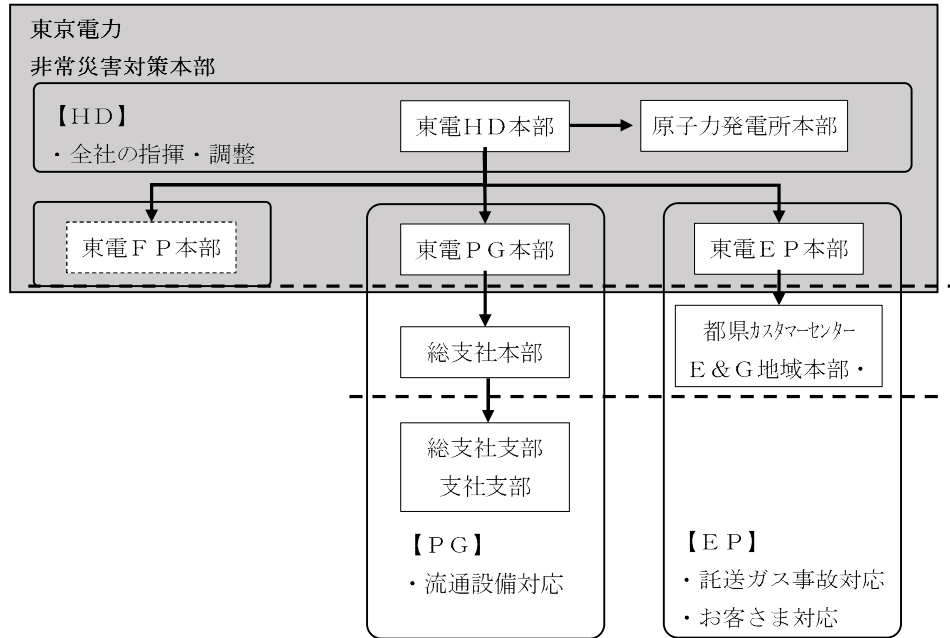 東京電力
非常災害対策本部
【ＨＤ】
・全社の指揮・調整
東電ＨＤ本部
原子力発電所本部
東電ＦＰ本部
東電ＰＧ本部
東電ＥＰ本部
総支社本部
都県ｶｽﾀﾏｰｾﾝﾀｰ
Ｅ＆Ｇ地域本部・
総支社支部
支社支部
【ＰＧ】
・流通設備対応
【ＥＰ】
・託送ガス事故対応
・お客さま対応